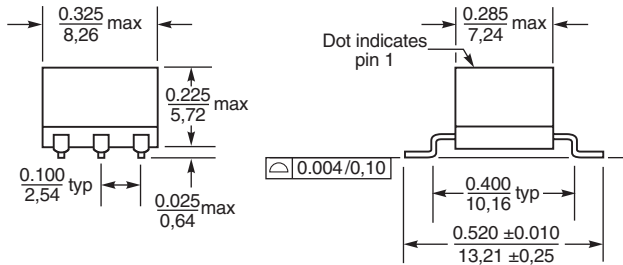 0.325
8,26 max
0.225
5,72 max
0.100
2,54 typ
0.025
0,64 max
0.285
7,24 max
Dot indicates
pin 1
⌓ 0.004/0,10
0.400
10,16 typ
0.520 ±0.010
13,21 ±0,25